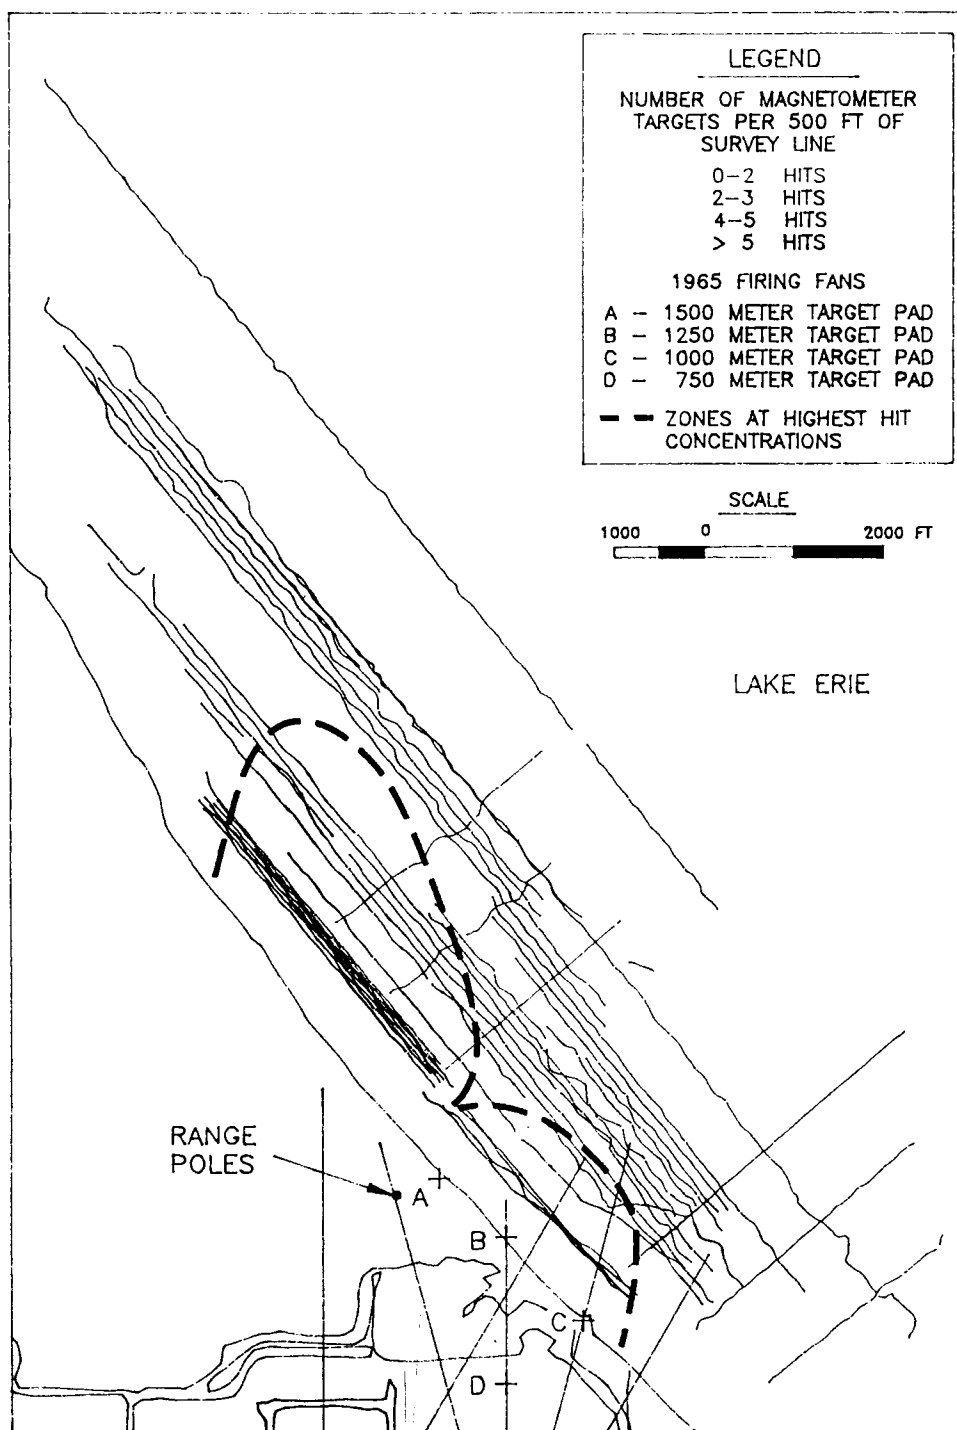 LEGEND
NUMBER OF MAGNETOMETER
TARGETS PER 500 FT OF
SURVEY LINE
0-2 HITS
2-3 HITS
4-5 HITS
> 5 HITS
1965 FIRING FANS
A - 1500 METER TARGET PAD
B - 1250 METER TARGET PAD
C - 1000 METER TARGET PAD
D - 750 METER TARGET PAD
ZONES AT HIGHEST HIT
CONCENTRATIONS
SCALE
1000 0 2000 FT
LAKE ERIE
RANGE
POLES
A
B
C
D